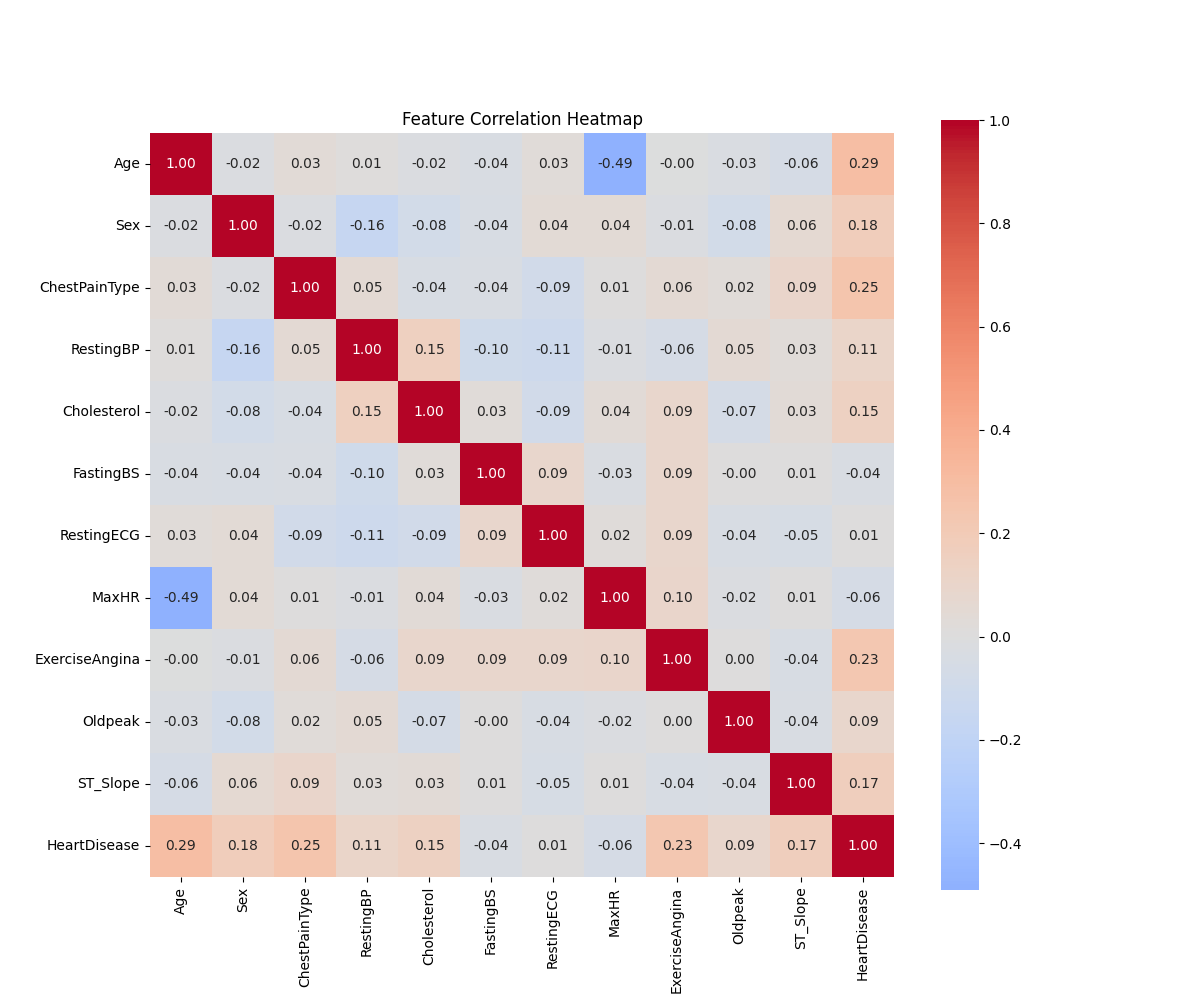 Feature Correlation Heatmap
Age 1.00 -0.02 0.03 0.01 -0.02 -0.04 0.03 -0.49 -0.00 -0.03 -0.06 0.29
Sex -0.02 1.00 -0.02 -0.16 -0.08 -0.04 0.04 0.04 -0.01 -0.08 0.06 0.18
ChestPainType 0.03 -0.02 1.00 0.05 -0.04 -0.04 -0.09 0.01 0.06 0.02 0.09 0.25
RestingBP 0.01 -0.16 0.05 1.00 0.15 -0.10 -0.11 -0.01 -0.06 0.05 0.03 0.11
Cholesterol -0.02 -0.08 -0.04 0.15 1.00 0.03 -0.09 0.04 0.09 -0.07 0.03 0.15
FastingBS -0.04 -0.04 -0.04 -0.10 0.03 1.00 0.09 -0.03 0.09 -0.00 0.01 -0.04
RestingECG 0.03 0.04 -0.09 -0.11 -0.09 0.09 1.00 0.02 0.09 -0.04 -0.05 0.01
MaxHR -0.49 0.04 0.01 -0.01 0.04 -0.03 0.02 1.00 0.10 -0.02 0.01 -0.06
ExerciseAngina -0.00 -0.01 0.06 -0.06 0.09 0.09 0.09 0.10 1.00 0.00 -0.04 0.23
Oldpeak -0.03 -0.08 0.02 0.05 -0.07 -0.00 -0.04 -0.02 0.00 1.00 -0.04 0.09
ST_Slope -0.06 0.06 0.09 0.03 0.03 0.01 -0.05 0.01 -0.04 -0.04 1.00 0.17
HeartDisease 0.29 0.18 0.25 0.11 0.15 -0.04 0.01 -0.06 0.23 0.09 0.17 1.00
Age
Sex
ChestPainType
RestingBP
Cholesterol
FastingBS
RestingECG
MaxHR
ExerciseAngina
Oldpeak
ST_Slope
HeartDisease
1.0
0.8
0.6
0.4
0.2
0.0
−0.2
−0.4